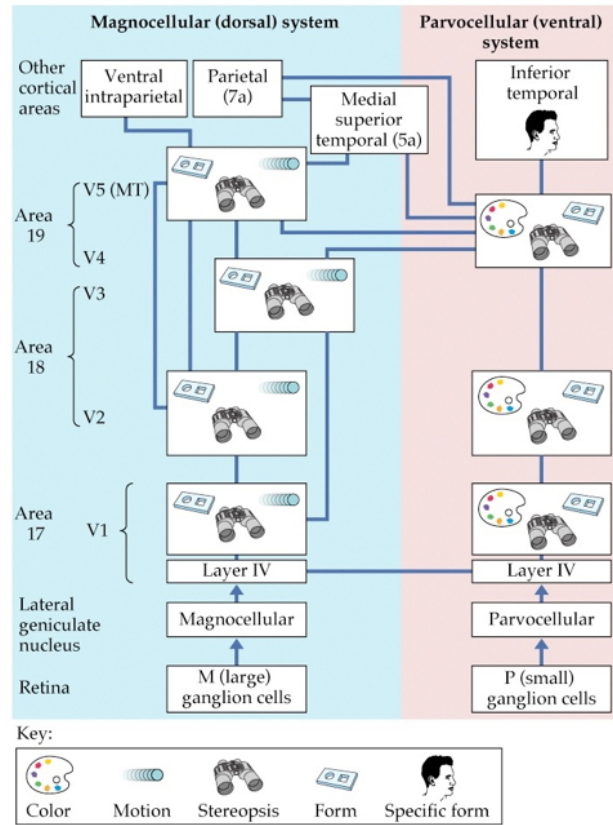 Magnocellular (dorsal) system
Parvocellular (ventral)
system
Other
cortical
areas
Ventral
intraparietal
Parietal
(7a)
Medial
superior
temporal (5a)
Inferior
temporal
Area
19
V5 (MT)
V4
Area
18
V3
V2
Area
17
V1
Layer IV
Layer IV
Lateral
geniculate
nucleus
Magnocellular
Parvocellular
Retina
M (large)
ganglion cells
P (small)
ganglion cells
Key:
Color
Motion
Stereopsis
Form
Specific form